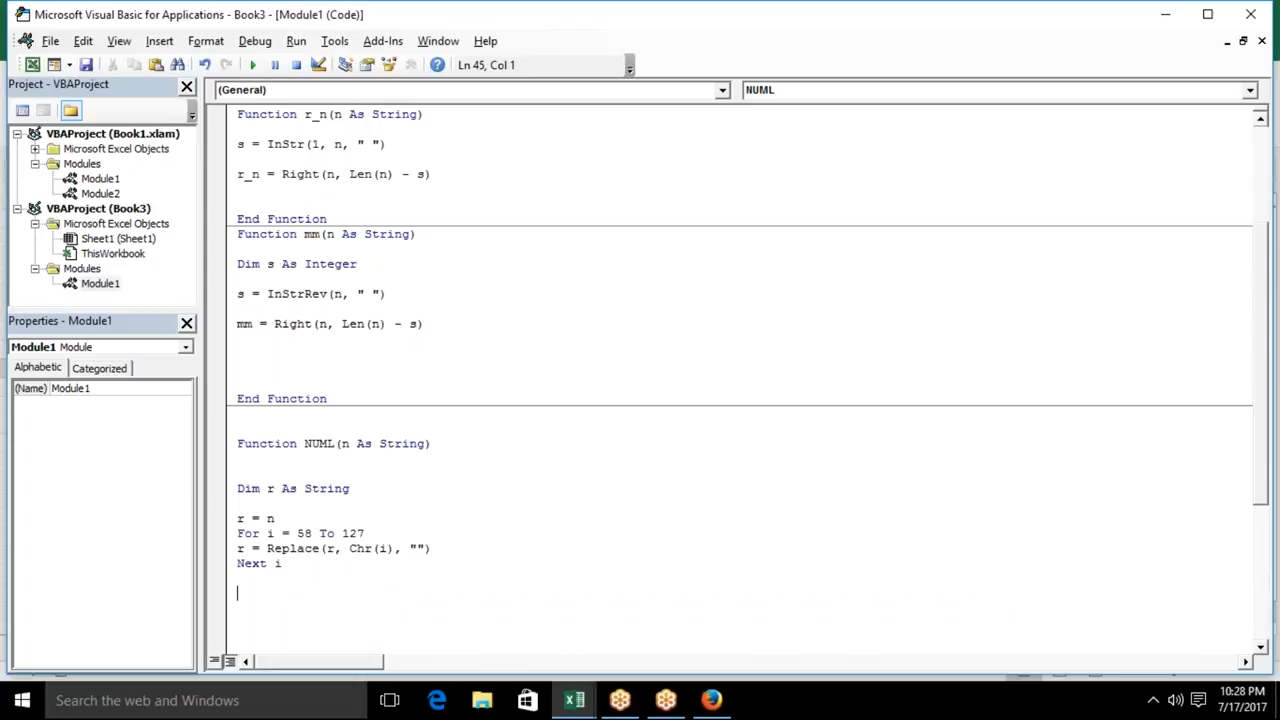 Microsoft Visual Basic for Applications - Book3 - [Module1 (Code)]
File Edit View Insert Format Debug Run Tools Add-Ins Window Help
Ln 45, Col 1
Project - VBAProject
(General) NUML
VBAProject (Book1.xlam)
Microsoft Excel Objects
Modules
Module1
Module2
VBAProject (Book3)
Microsoft Excel Objects
Sheet1 (Sheet1)
ThisWorkbook
Modules
Module1
Properties - Module1
Module1 Module
Alphabetic Categorized
(Name) Module1
Function r_n(n As String)
s = InStr(1, n, " ")
r_n = Right(n, Len(n) - s)
End Function
Function mm(n As String)
Dim s As Integer
s = InStrRev(n, " ")
mm = Right(n, Len(n) - s)
End Function
Function NUML(n As String)
Dim r As String
r = n
For i = 58 To 127
r = Replace(r, Chr(i), "")
Next i
Search the web and Windows
10:28 PM
7/17/2017